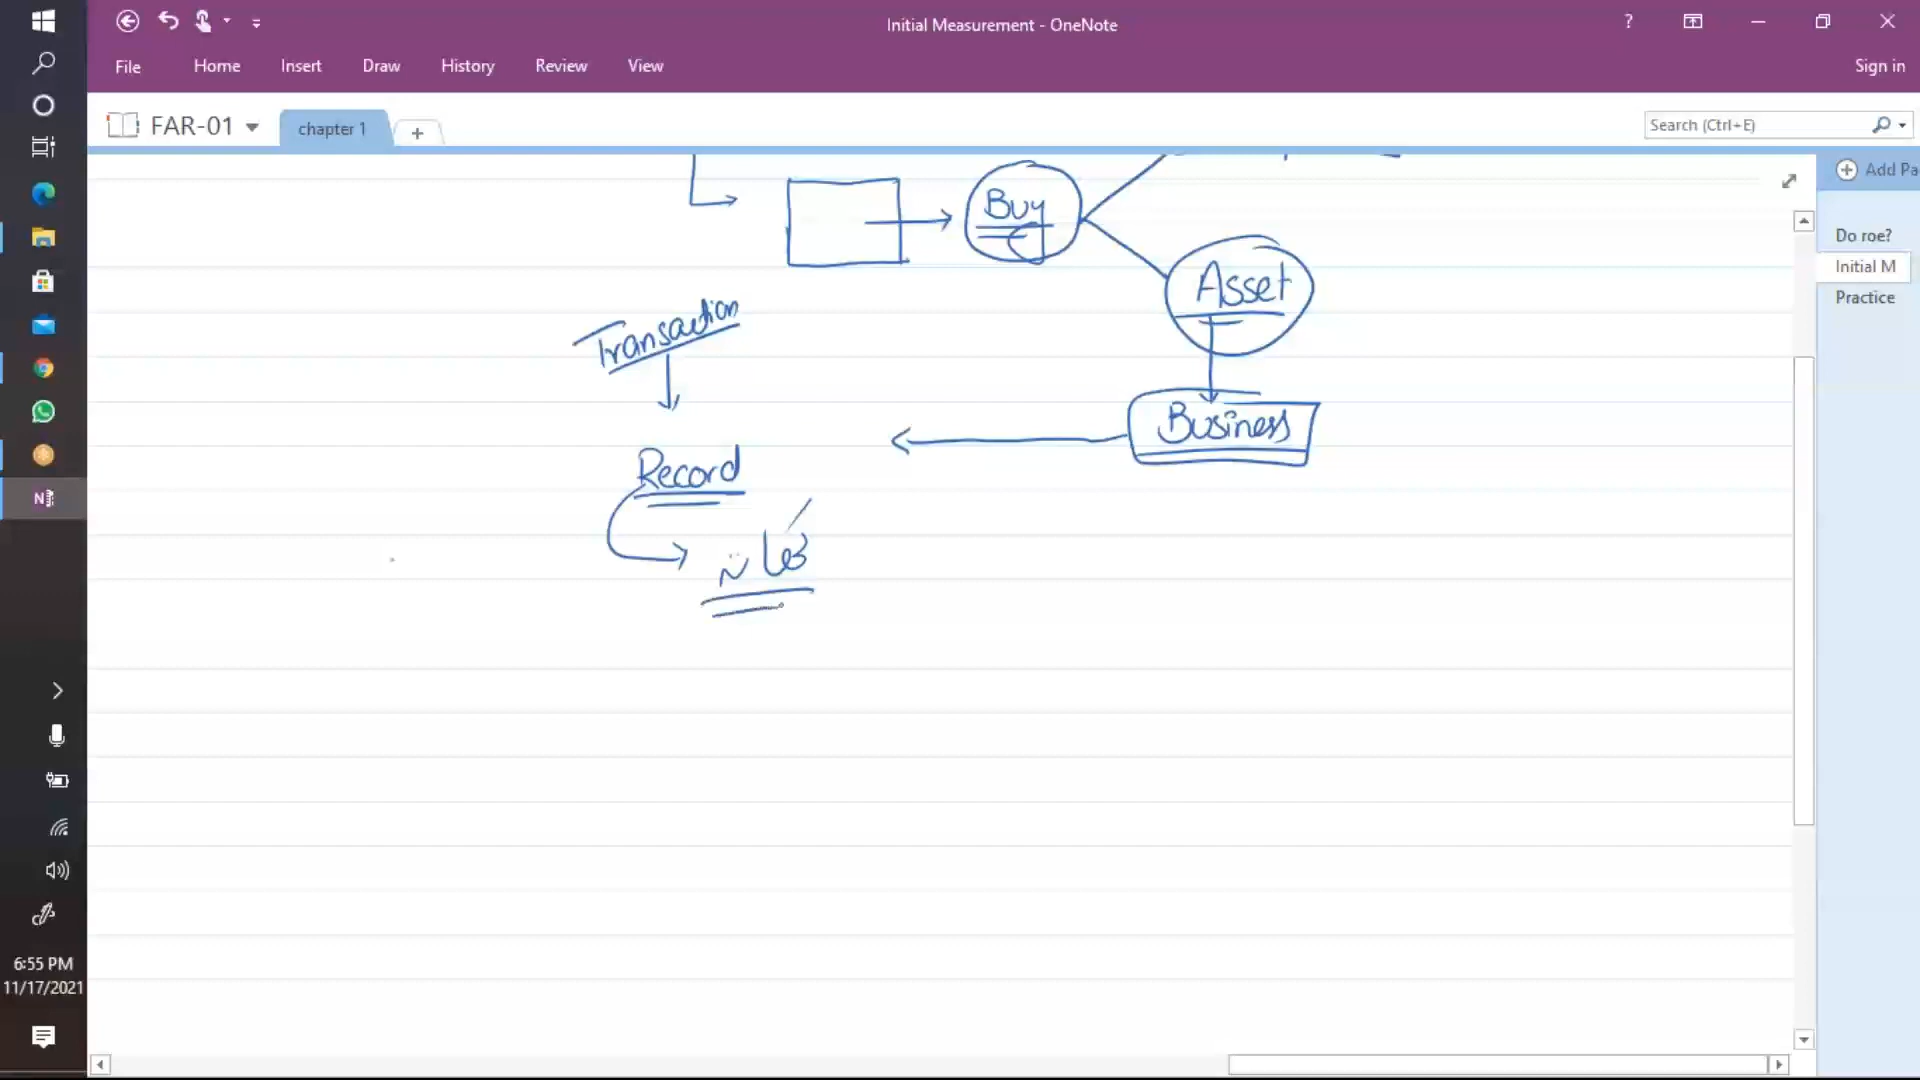 Initial Measurement - OneNote
?
File Home Insert Draw History Review View
Sign in
FAR-01 chapter 1 +
Search (Ctrl+E)
Add Pa
Buy
Do roe?
Asset
Initial M
Practice
Transaction
Business
Record
6:55 PM
11/17/2021